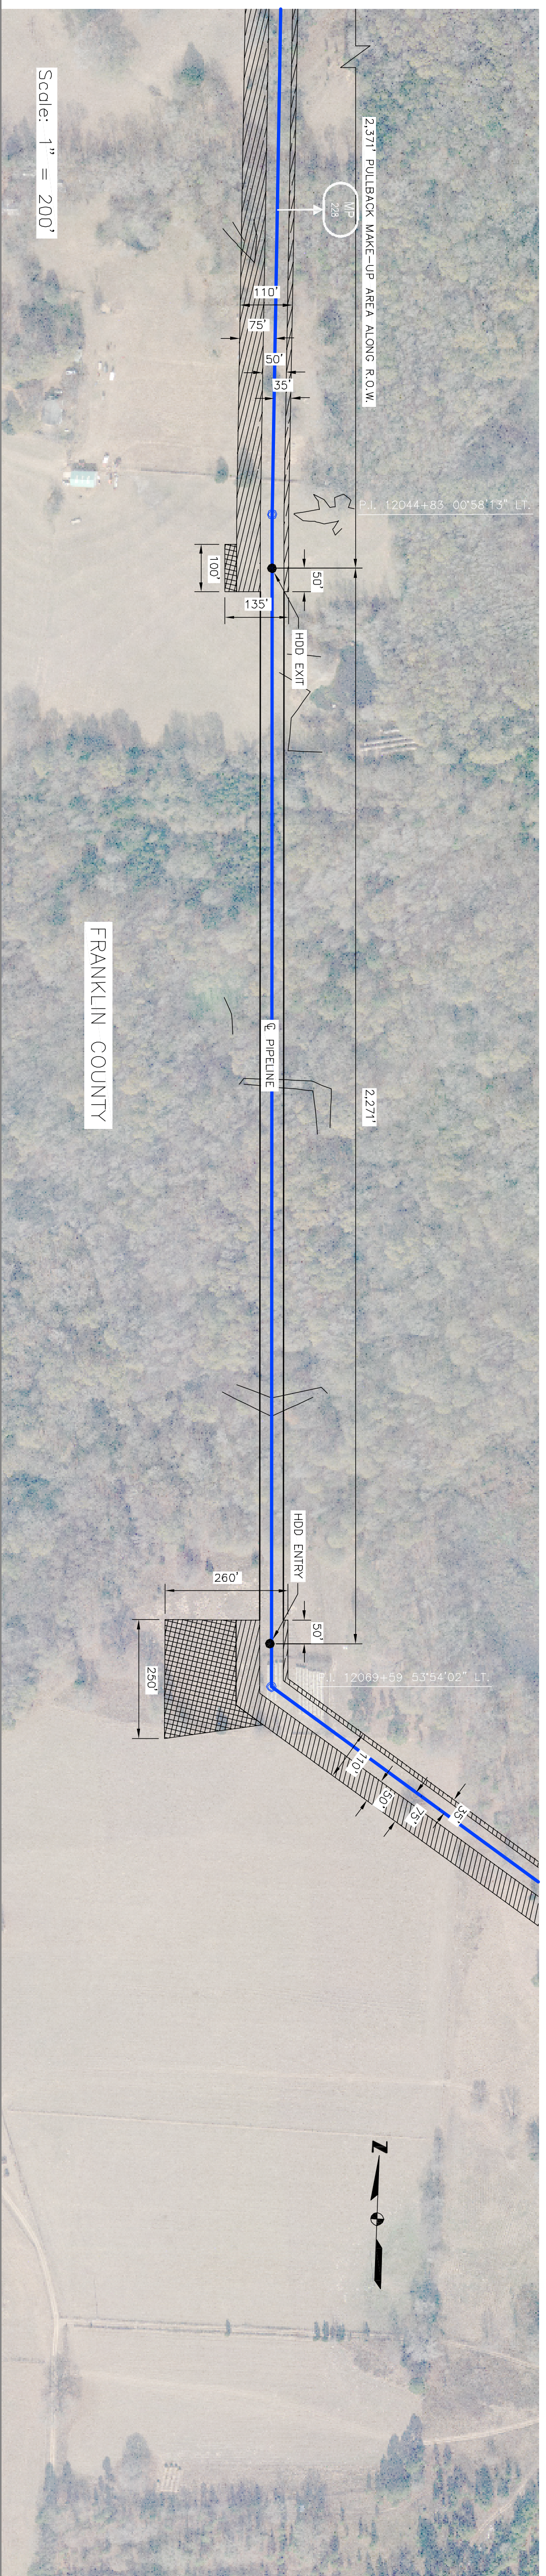 Scale: 1" = 200'
2,371' PULLBACK MAKE-UP AREA ALONG R.O.W.
MP
228
110'
75'
50'
35'
P.I. 12044+83 00°58'13" LT.
100'
50'
135'
HDD EXIT
FRANKLIN COUNTY
℄ PIPELINE
2,271'
HDD ENTRY
260'
50'
250'
P.I. 12069+59 53°54'02" LT.
110'
50'
75'
35'
N